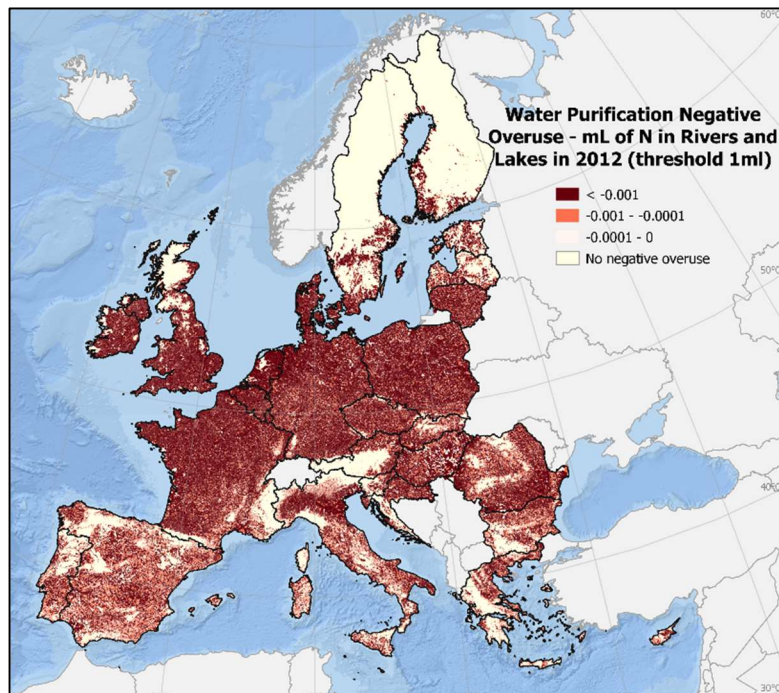 60°
Water Purification Negative
Overuse - mL of N in Rivers and
Lakes in 2012 (threshold 1ml)
< -0.001
-0.001 - -0.0001
-0.0001 - 0
No negative overuse
50°
40°
30°